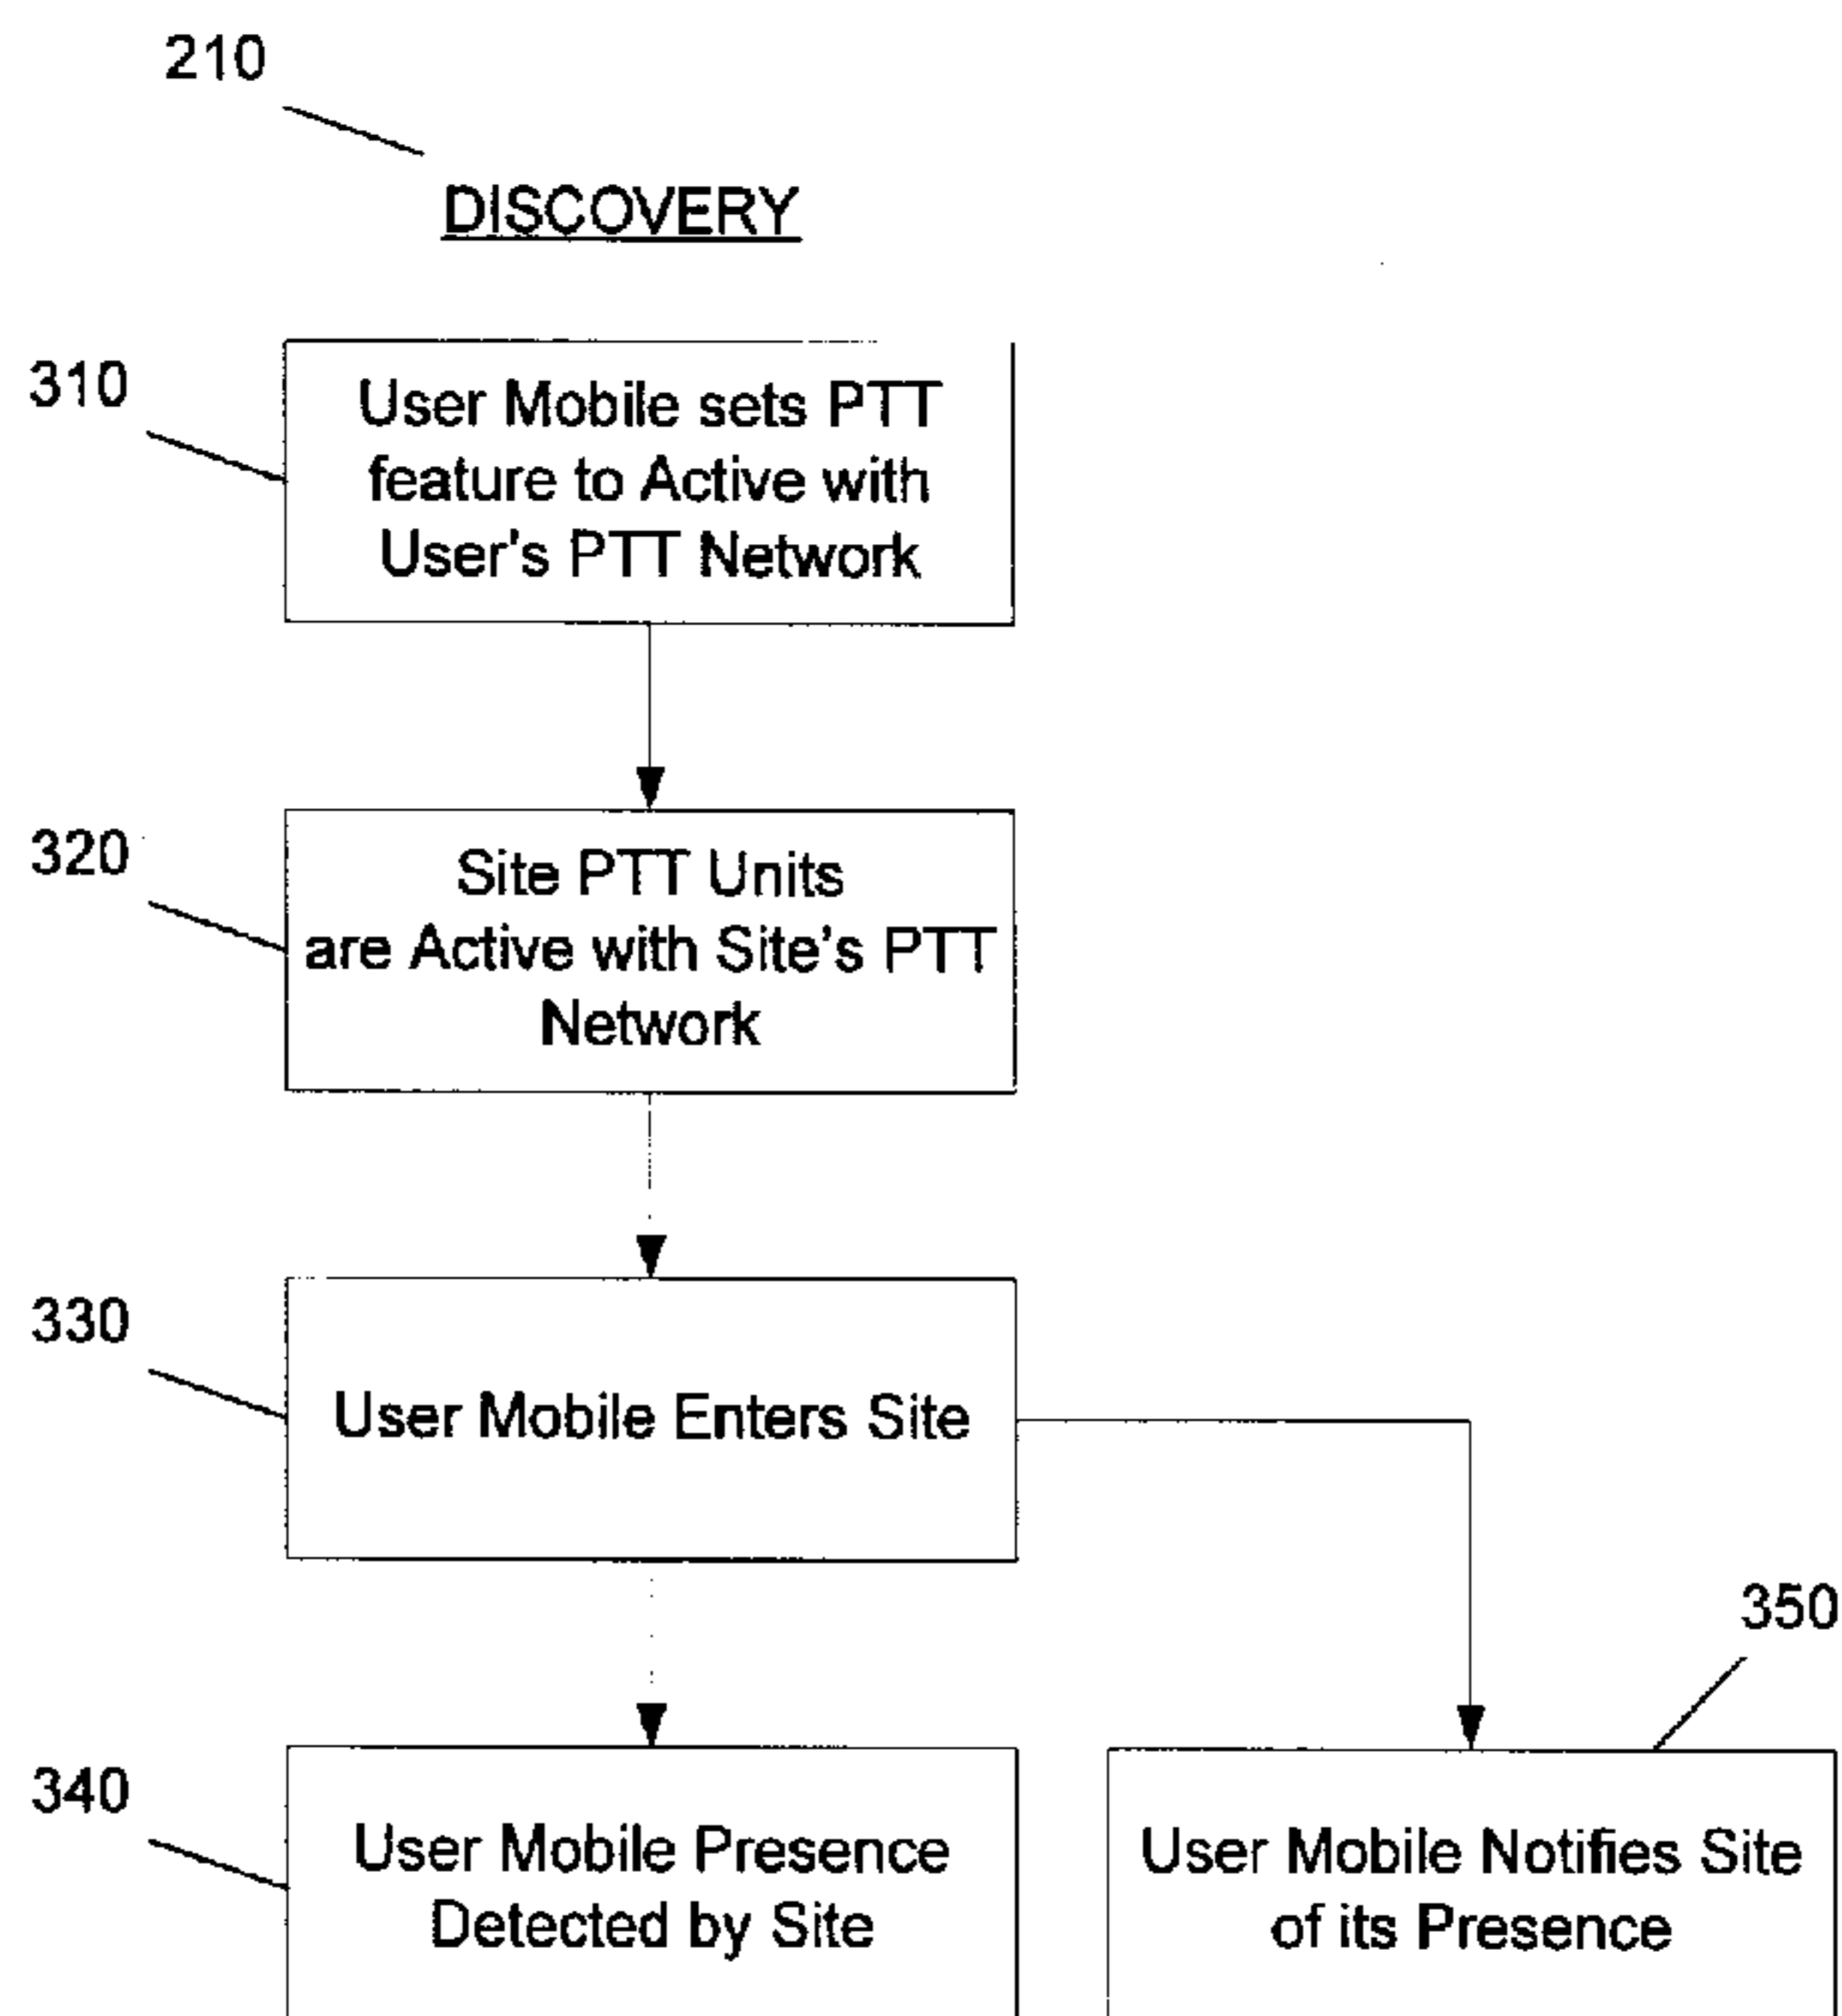 210
DISCOVERY
310
User Mobile sets PTT
feature to Active with
User's PTT Network
320
Site PTT Units
are Active with Site's PTT
Network
330
User Mobile Enters Site
350
340
User Mobile Presence
Detected by Site
User Mobile Notifies Site
of its Presence